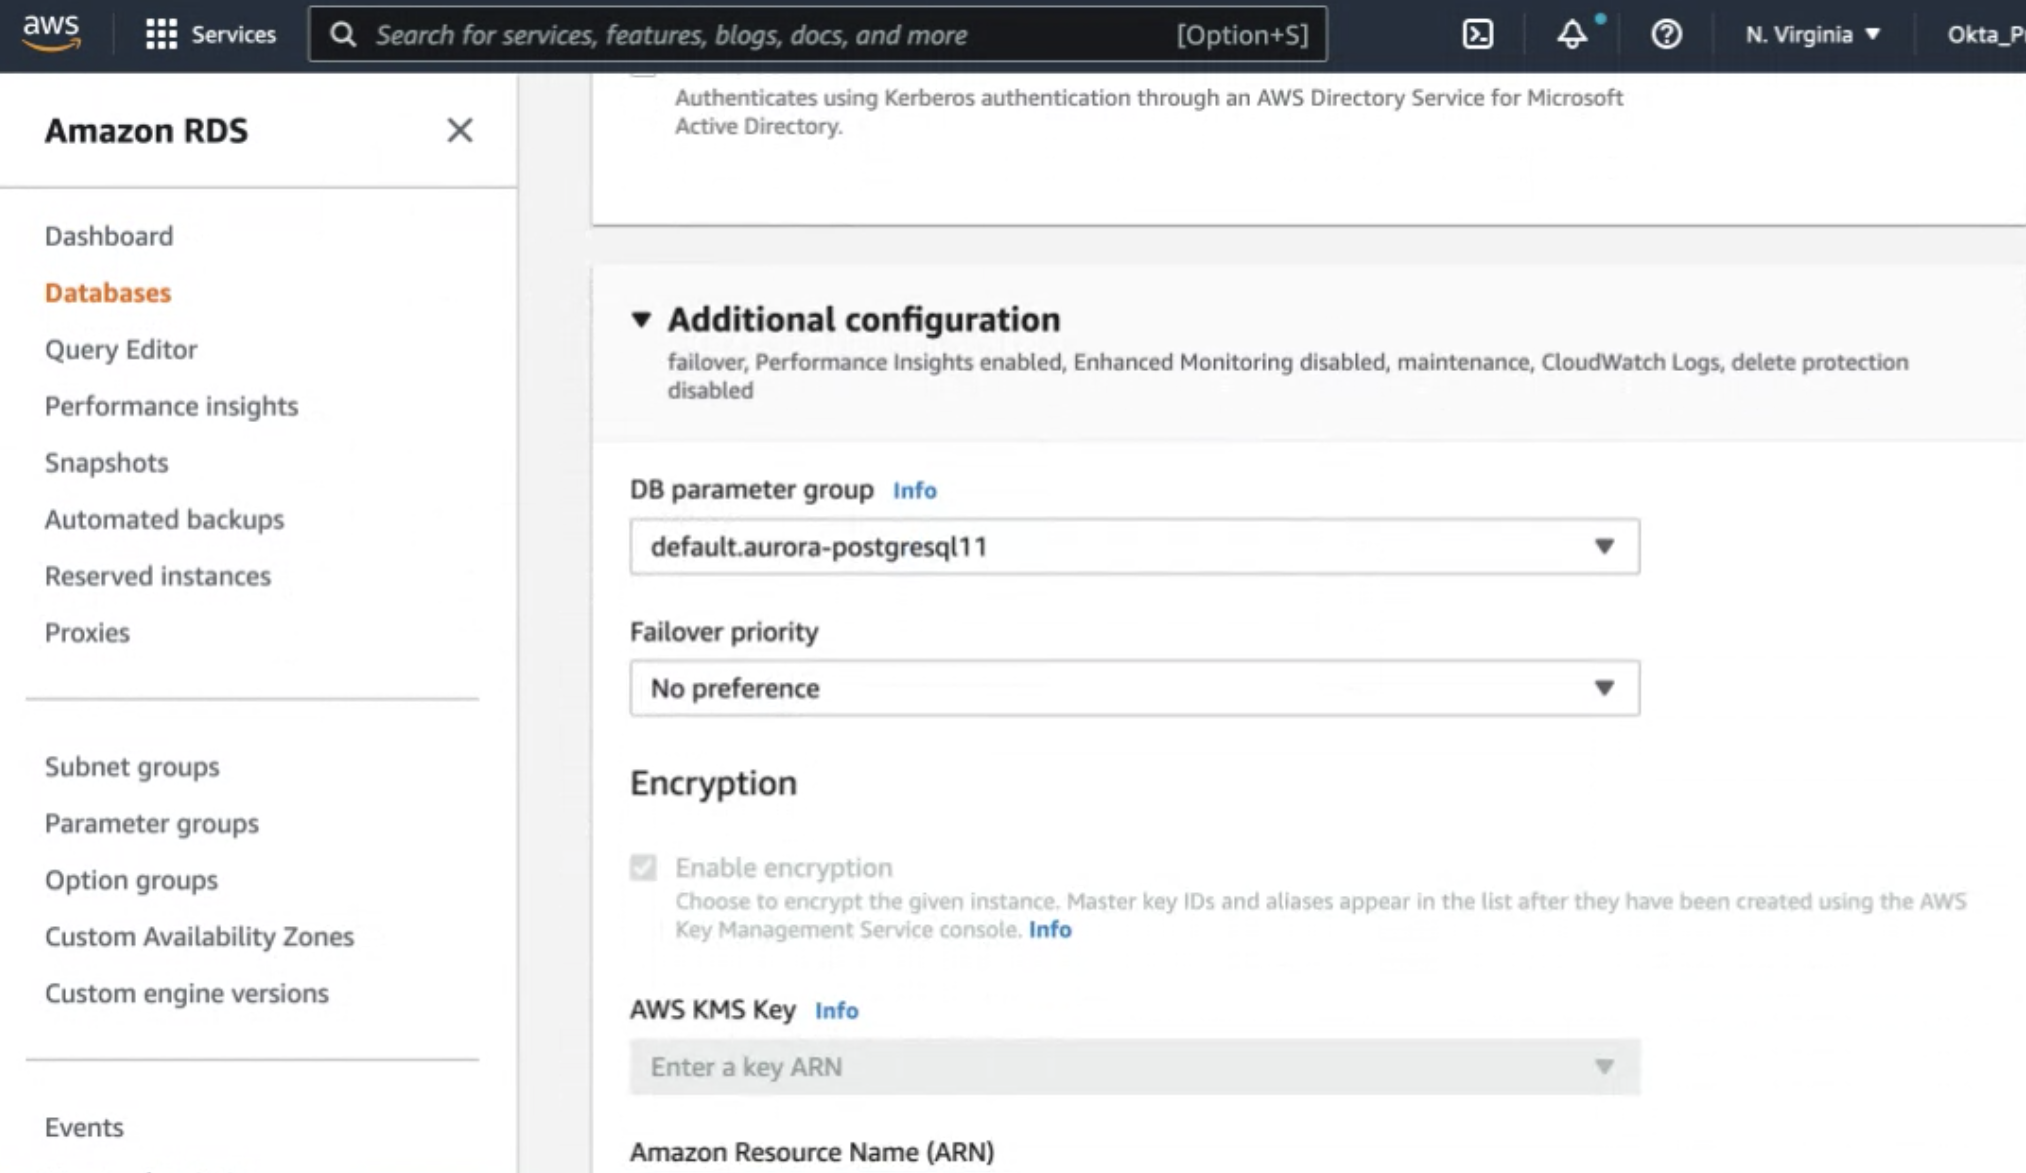 aws
Services
Search for services, features, blogs, docs, and more
[Option+S]
N. Virginia
Okta_P
Amazon RDS
Dashboard
Databases
Query Editor
Performance insights
Snapshots
Automated backups
Reserved instances
Proxies
Subnet groups
Parameter groups
Option groups
Custom Availability Zones
Custom engine versions
Events
Authenticates using Kerberos authentication through an AWS Directory Service for Microsoft
Active Directory.
Additional configuration
failover, Performance Insights enabled, Enhanced Monitoring disabled, maintenance, CloudWatch Logs, delete protection
disabled
DB parameter group Info
default.aurora-postgresql11
Failover priority
No preference
Encryption
Enable encryption
Choose to encrypt the given instance. Master key IDs and aliases appear in the list after they have been created using the AWS
Key Management Service console. Info
AWS KMS Key Info
Enter a key ARN
Amazon Resource Name (ARN)